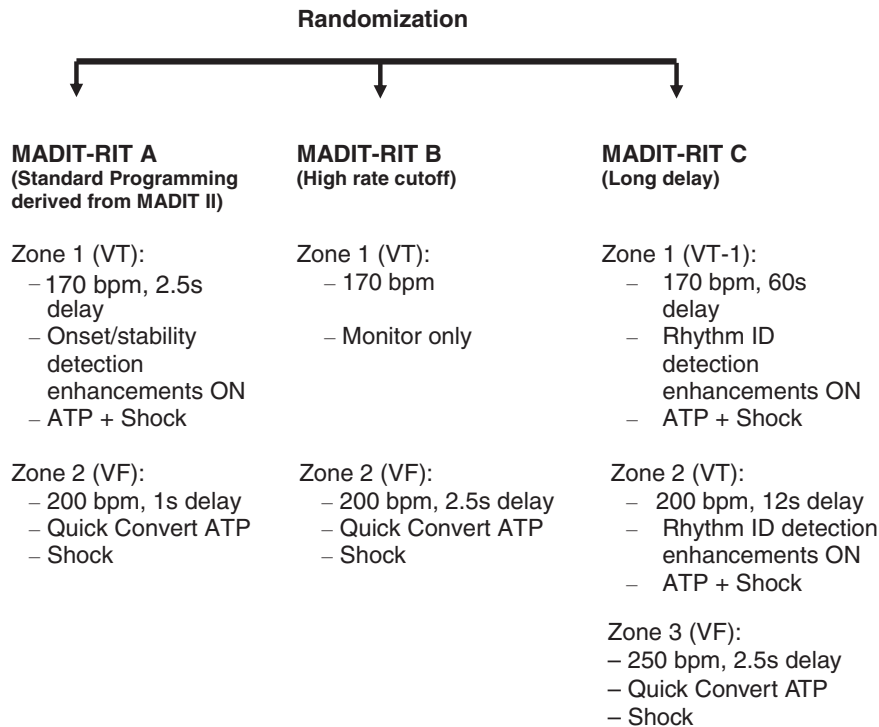 Randomization
MADIT-RIT A
(Standard Programming
derived from MADIT II)
Zone 1 (VT):
– 170 bpm, 2.5s
delay
– Onset/stability
detection
enhancements ON
– ATP + Shock
Zone 2 (VF):
– 200 bpm, 1s delay
– Quick Convert ATP
– Shock
MADIT-RIT B
(High rate cutoff)
Zone 1 (VT):
– 170 bpm
– Monitor only
Zone 2 (VF):
– 200 bpm, 2.5s delay
– Quick Convert ATP
– Shock
MADIT-RIT C
(Long delay)
Zone 1 (VT-1):
– 170 bpm, 60s
delay
– Rhythm ID
detection
enhancements ON
– ATP + Shock
Zone 2 (VT):
– 200 bpm, 12s delay
– Rhythm ID detection
enhancements ON
– ATP + Shock
Zone 3 (VF):
– 250 bpm, 2.5s delay
– Quick Convert ATP
– Shock